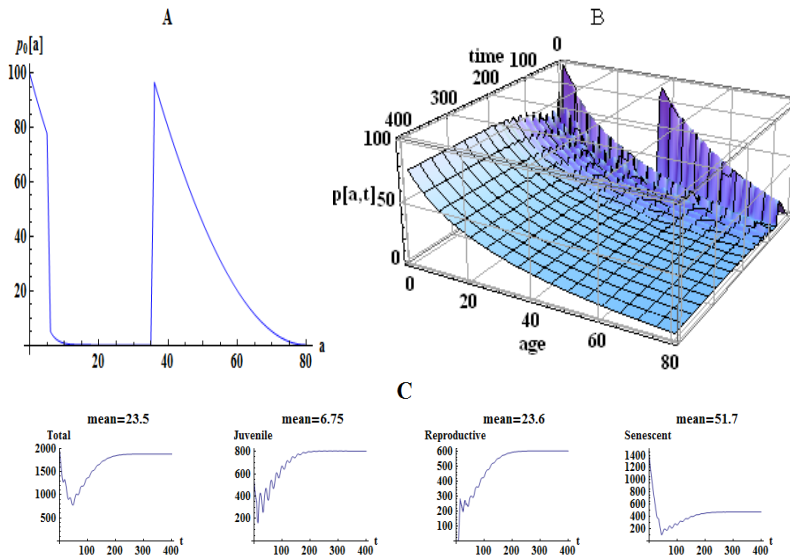 A
p0[a]
100
80
60
40
20
20 40 60 80
a
B
time
0
100
200
300
400
100
p[a,t]
50
0
0
20
40
60
80
age
C
mean=23.5
Total
2000
1500
1000
500
100 200 300 400
t
mean=6.75
Juvenile
800
600
400
200
100 200 300 400
t
mean=23.6
Reproductive
600
500
400
300
200
100
100 200 300 400
t
mean=51.7
Senescent
1400
1200
1000
800
600
400
200
100 200 300 400
t